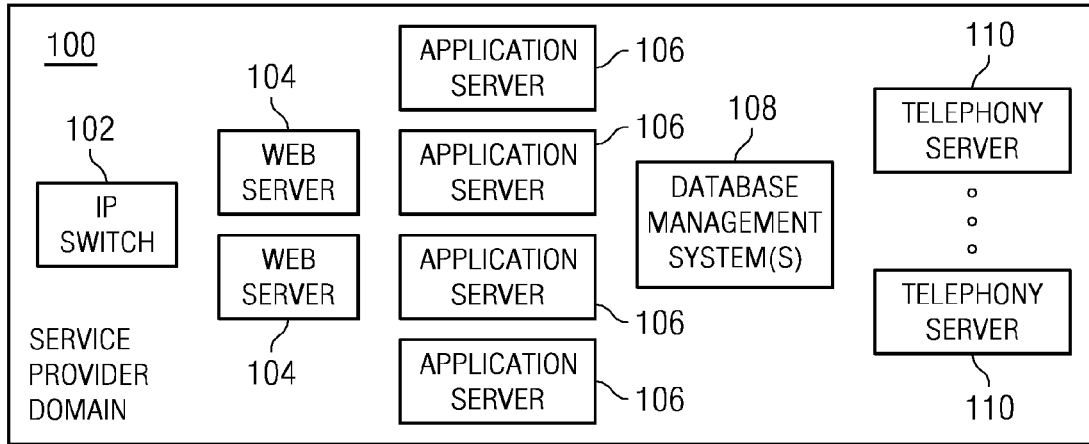 100
102
IP
SWITCH
SERVICE
PROVIDER
DOMAIN
104
WEB
SERVER
WEB
SERVER
104
APPLICATION
SERVER
106
APPLICATION
SERVER
106
APPLICATION
SERVER
106
APPLICATION
SERVER
106
108
DATABASE
MANAGEMENT
SYSTEM(S)
110
TELEPHONY
SERVER
TELEPHONY
SERVER
110